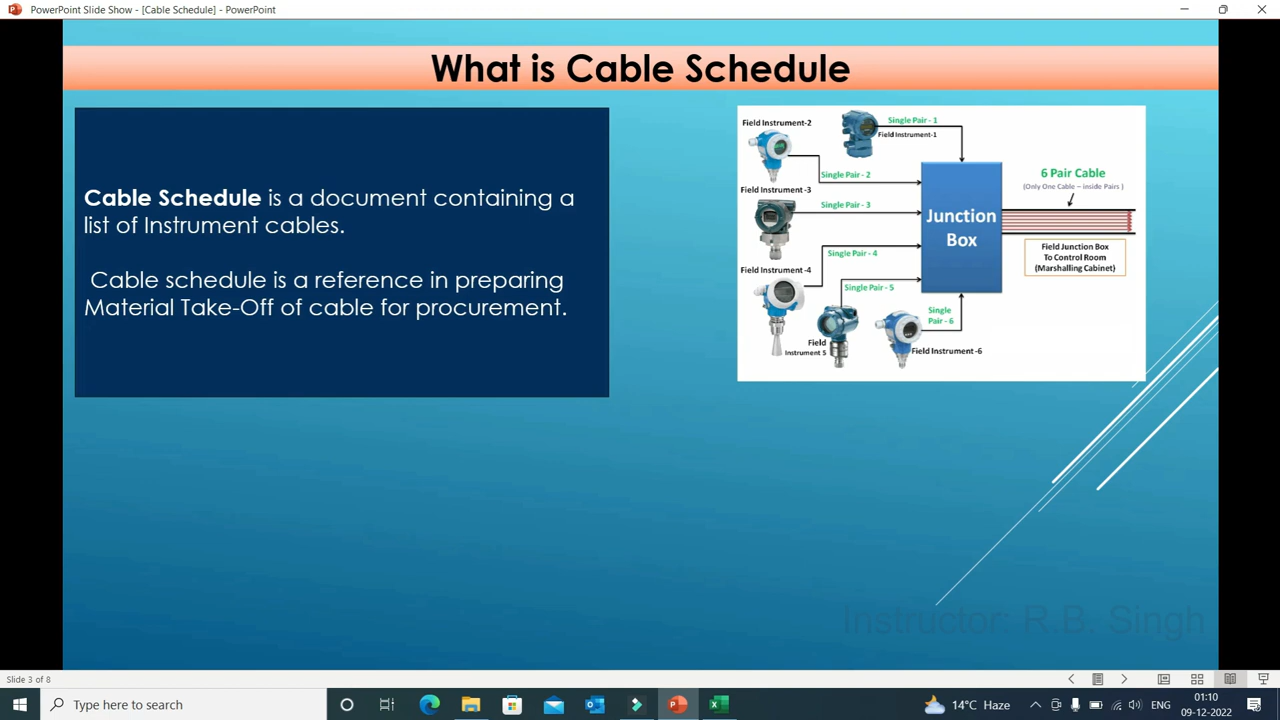 PowerPoint Slide Show - [Cable Schedule] - PowerPoint
What is Cable Schedule
Cable Schedule is a document containing a
list of Instrument cables.
Cable schedule is a reference in preparing
Material Take-Off of cable for procurement.
Field Instrument-2
Single Pair - 1
Field Instrument-1
Single Pair - 2
Field Instrument -3
Single Pair - 3
Single Pair - 4
Field Instrument-4
Single Pair - 5
Field
Instrument 5
Single
Pair - 6
Field Instrument -6
Junction
Box
6 Pair Cable
(Only One Cable – inside Pairs )
Field Junction Box
To Control Room
(Marshalling Cabinet)
Instructor: R.B. Singh
Slide 3 of 8
Type here to search
14°C Haze
ENG
01:10
09-12-2022